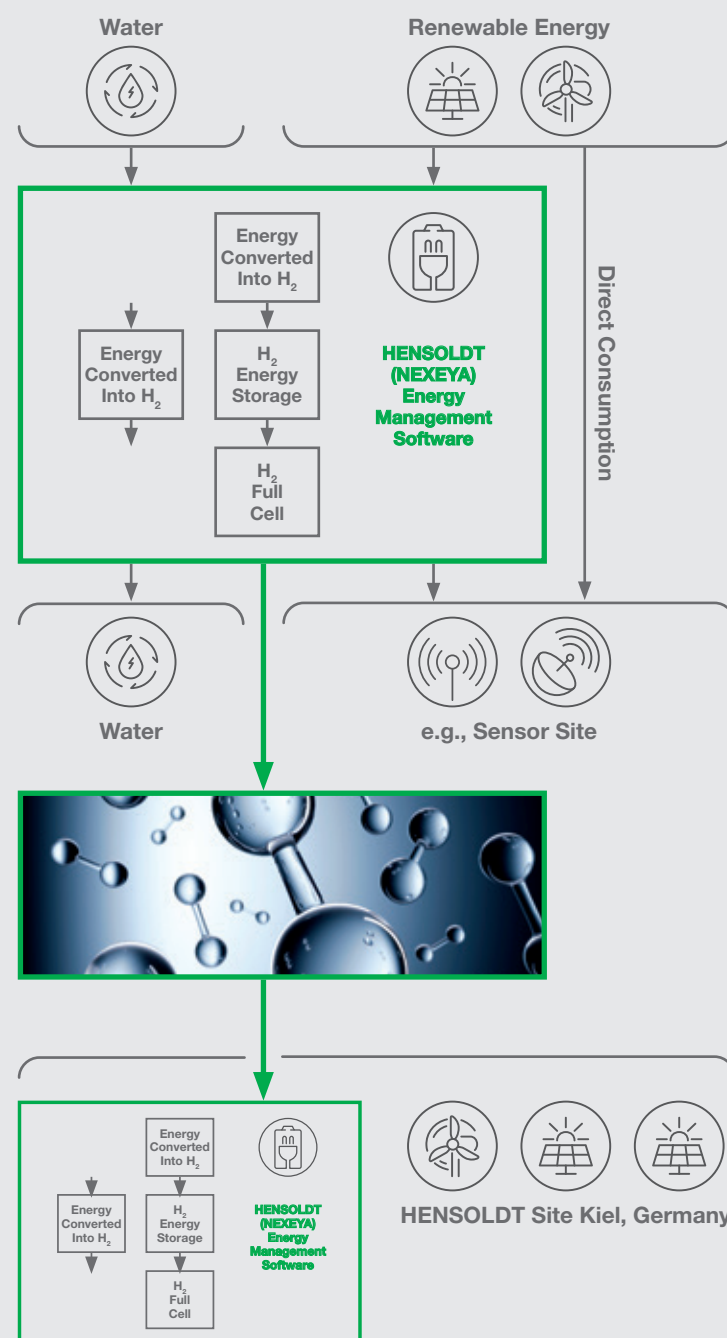 Water
Renewable Energy
Energy
Converted
Into H₂
Energy
Converted
Into H₂
H₂
Energy
Storage
H₂
Full
Cell
HENSOLDT
(NEXEYA)
Energy
Management
Software
Direct Consumption
Water
e.g., Sensor Site
Energy
Converted
Into H₂
Energy
Converted
Into H₂
H₂
Energy
Storage
H₂
Full
Cell
HENSOLDT
(NEXEYA)
Energy
Management
Software
HENSOLDT Site Kiel, Germany